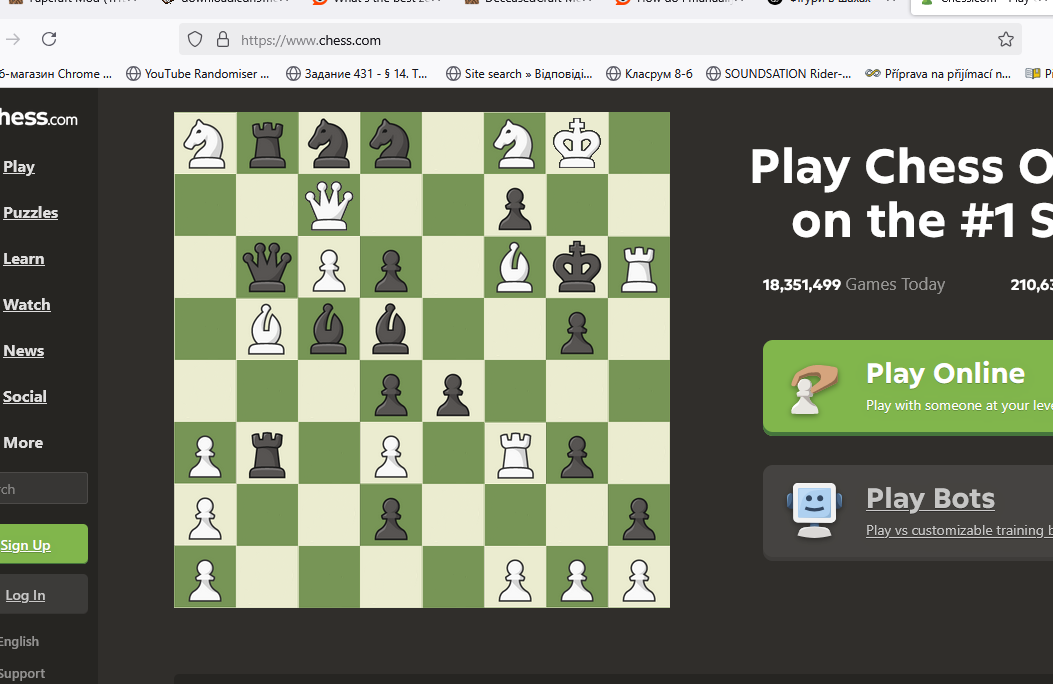 https://www.chess.com
б-магазин Chrome ...
YouTube Randomiser ...
Задание 431 - § 14. Т...
Site search » Відповіді...
Класрум 8-б
SOUNDSATION Rider-...
Příprava na přijímací n...
hess.com
Play
Puzzles
Learn
Watch
News
Social
More
rch
Sign Up
Log In
English
Support
Play Chess O
on the #1 S
18,351,499 Games Today
210,63
Play Online
Play with someone at your leve
Play Bots
Play vs customizable training b